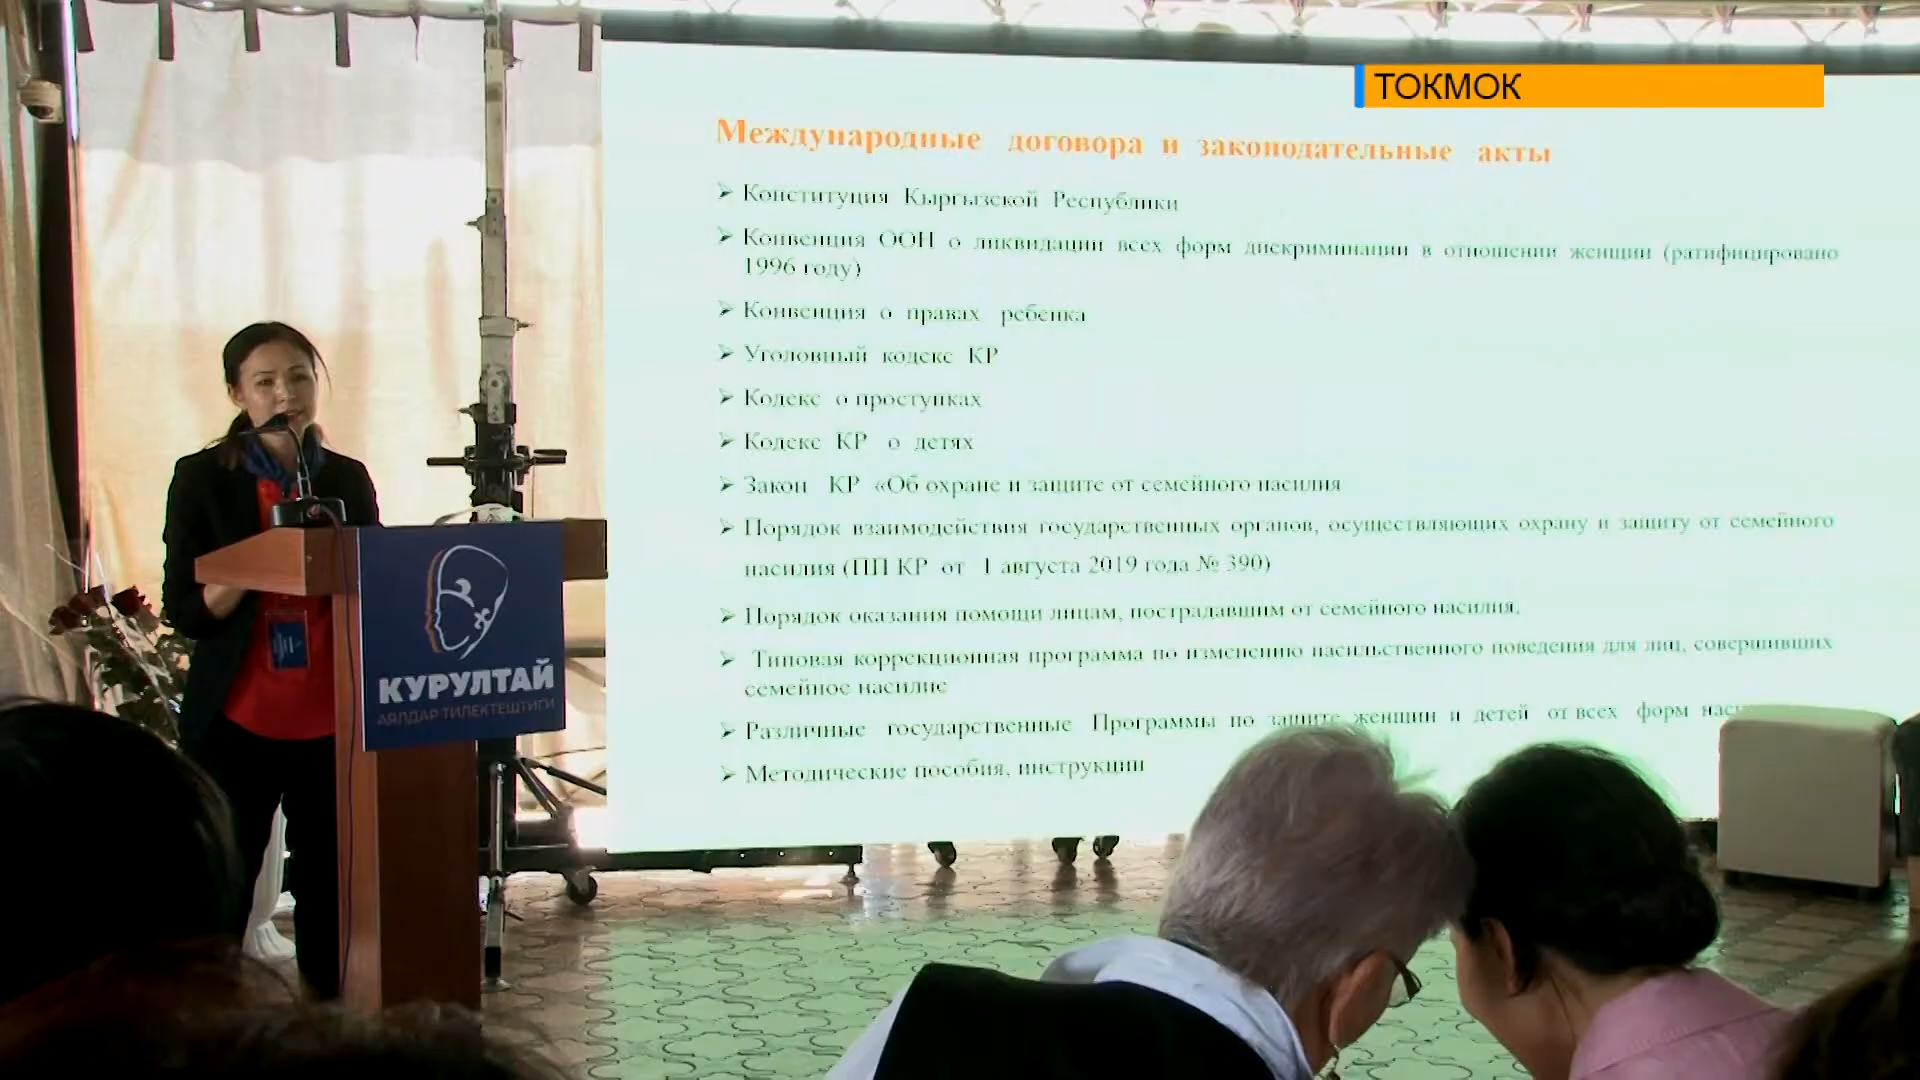 ТОКМОК
Международные договора и законодательные акты
Конституция Кыргызской Республики
Конвенция ООН о ликвидации всех форм дискриминации в отношении женщин (ратифицировано
1996 году)
Конвенция о правах ребенка
Уголовный кодекс КР
Кодекс о проступках
Кодекс КР о детях
Закон КР «Об охране и защите от семейного насилия
Порядок взаимодействия государственных органов, осуществляющих охрану и защиту от семейного
насилия (ПП КР от 1 августа 2019 года № 390)
Порядок оказания помощи лицам, пострадавшим от семейного насилия,
Типовая коррекционная программа по изменению насильственного поведения для лиц, совершивших
семейное насилие
Различные государственные Программы по защите женщин и детей от всех форм
Методические пособия, инструкции
КУРУЛТАЙ
АЯЛДАР ТИЛЕКТЕШТИГИ